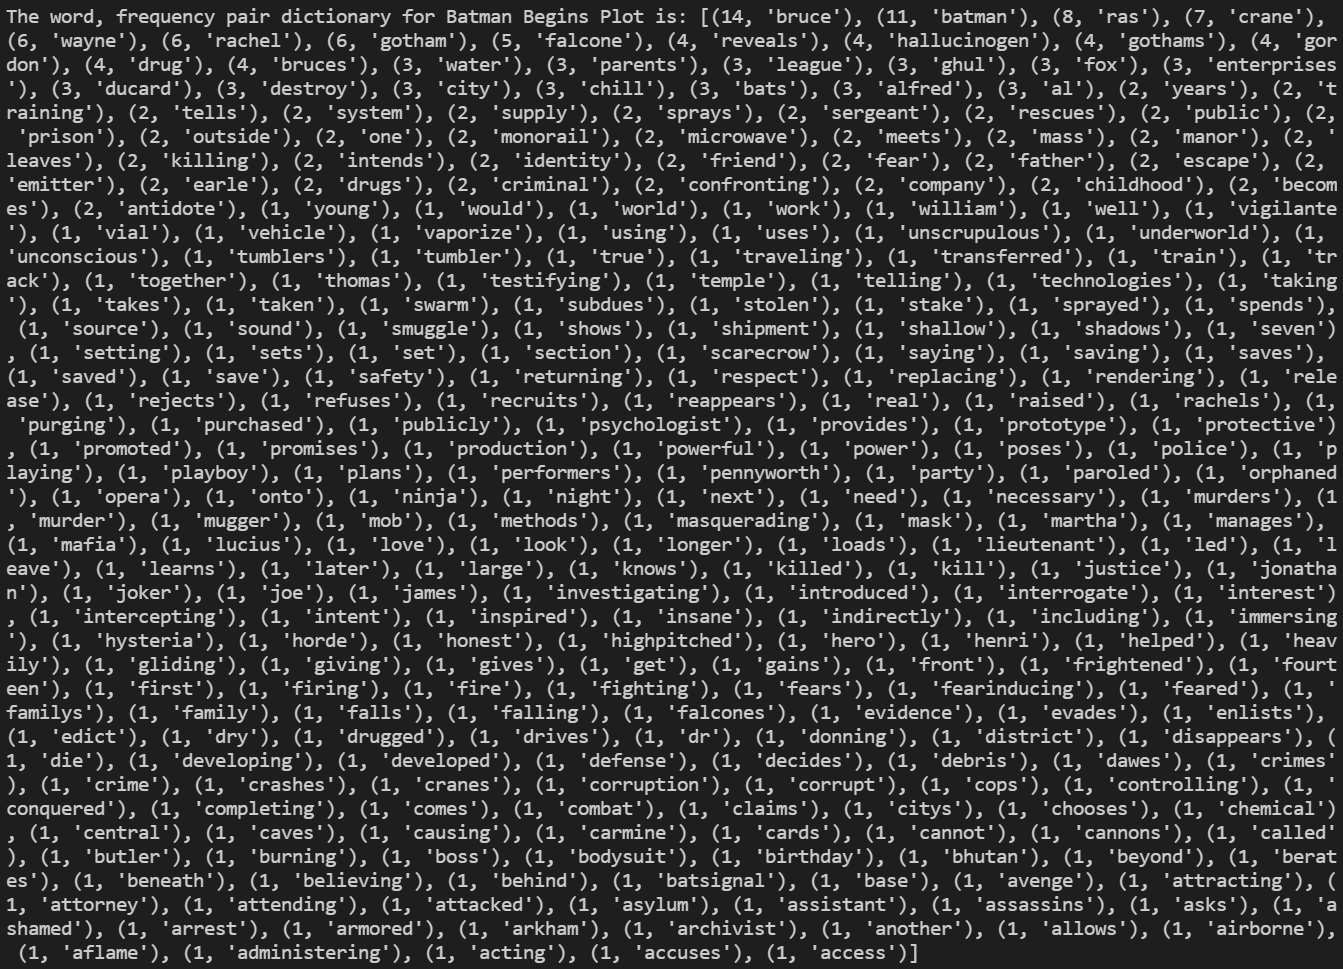 The word, frequency pair dictionary for Batman Begins Plot is: [(14, 'bruce'), (11, 'batman'), (8, 'ras'), (7, 'crane'),
(6, 'wayne'), (6, 'rachel'), (6, 'gotham'), (5, 'falcone'), (4, 'reveals'), (4, 'hallucinogen'), (4, 'gothams'), (4, 'gor
don'), (4, 'drug'), (4, 'bruces'), (3, 'water'), (3, 'parents'), (3, 'league'), (3, 'ghul'), (3, 'fox'), (3, 'enterprises
'), (3, 'ducard'), (3, 'destroy'), (3, 'city'), (3, 'chill'), (3, 'bats'), (3, 'alfred'), (3, 'al'), (2, 'years'), (2, 't
raining'), (2, 'tells'), (2, 'system'), (2, 'supply'), (2, 'sprays'), (2, 'sergeant'), (2, 'rescues'), (2, 'public'), (2,
 'prison'), (2, 'outside'), (2, 'one'), (2, 'monorail'), (2, 'microwave'), (2, 'meets'), (2, 'mass'), (2, 'manor'), (2, '
leaves'), (2, 'killing'), (2, 'intends'), (2, 'identity'), (2, 'friend'), (2, 'fear'), (2, 'father'), (2, 'escape'), (2,
'emitter'), (2, 'earle'), (2, 'drugs'), (2, 'criminal'), (2, 'confronting'), (2, 'company'), (2, 'childhood'), (2, 'becom
es'), (2, 'antidote'), (1, 'young'), (1, 'would'), (1, 'world'), (1, 'work'), (1, 'william'), (1, 'well'), (1, 'vigilante
'), (1, 'vial'), (1, 'vehicle'), (1, 'vaporize'), (1, 'using'), (1, 'uses'), (1, 'unscrupulous'), (1, 'underworld'), (1,
'unconscious'), (1, 'tumblers'), (1, 'tumbler'), (1, 'true'), (1, 'traveling'), (1, 'transferred'), (1, 'train'), (1, 'tr
ack'), (1, 'together'), (1, 'thomas'), (1, 'testifying'), (1, 'temple'), (1, 'telling'), (1, 'technologies'), (1, 'taking
'), (1, 'takes'), (1, 'taken'), (1, 'swarm'), (1, 'subdues'), (1, 'stolen'), (1, 'stake'), (1, 'sprayed'), (1, 'spends'),
 (1, 'source'), (1, 'sound'), (1, 'smuggle'), (1, 'shows'), (1, 'shipment'), (1, 'shallow'), (1, 'shadows'), (1, 'seven')
, (1, 'setting'), (1, 'sets'), (1, 'set'), (1, 'section'), (1, 'scarecrow'), (1, 'saying'), (1, 'saving'), (1, 'saves'),
(1, 'saved'), (1, 'save'), (1, 'safety'), (1, 'returning'), (1, 'respect'), (1, 'replacing'), (1, 'rendering'), (1, 'rele
ase'), (1, 'rejects'), (1, 'refuses'), (1, 'recruits'), (1, 'reappears'), (1, 'real'), (1, 'raised'), (1, 'rachels'), (1,
 'purging'), (1, 'purchased'), (1, 'publicly'), (1, 'psychologist'), (1, 'provides'), (1, 'prototype'), (1, 'protective')
, (1, 'promoted'), (1, 'promises'), (1, 'production'), (1, 'powerful'), (1, 'power'), (1, 'poses'), (1, 'police'), (1, 'p
laying'), (1, 'playboy'), (1, 'plans'), (1, 'performers'), (1, 'pennyworth'), (1, 'party'), (1, 'paroled'), (1, 'orphaned
'), (1, 'opera'), (1, 'onto'), (1, 'ninja'), (1, 'night'), (1, 'next'), (1, 'need'), (1, 'necessary'), (1, 'murders'), (1
, 'murder'), (1, 'mugger'), (1, 'mob'), (1, 'methods'), (1, 'masquerading'), (1, 'mask'), (1, 'martha'), (1, 'manages'),
(1, 'mafia'), (1, 'lucius'), (1, 'love'), (1, 'look'), (1, 'longer'), (1, 'loads'), (1, 'lieutenant'), (1, 'led'), (1, 'l
eave'), (1, 'learns'), (1, 'later'), (1, 'large'), (1, 'knows'), (1, 'killed'), (1, 'kill'), (1, 'justice'), (1, 'jonatha
n'), (1, 'joker'), (1, 'joe'), (1, 'james'), (1, 'investigating'), (1, 'introduced'), (1, 'interrogate'), (1, 'interest')
, (1, 'intercepting'), (1, 'intent'), (1, 'inspired'), (1, 'insane'), (1, 'indirectly'), (1, 'including'), (1, 'immersing
'), (1, 'hysteria'), (1, 'horde'), (1, 'honest'), (1, 'highpitched'), (1, 'hero'), (1, 'henri'), (1, 'helped'), (1, 'heav
ily'), (1, 'gliding'), (1, 'giving'), (1, 'gives'), (1, 'get'), (1, 'gains'), (1, 'front'), (1, 'frightened'), (1, 'fourt
een'), (1, 'first'), (1, 'firing'), (1, 'fire'), (1, 'fighting'), (1, 'fears'), (1, 'fearinducing'), (1, 'feared'), (1, '
familys'), (1, 'family'), (1, 'falls'), (1, 'falling'), (1, 'falcones'), (1, 'evidence'), (1, 'evades'), (1, 'enlists'),
(1, 'edict'), (1, 'dry'), (1, 'drugged'), (1, 'drives'), (1, 'dr'), (1, 'donning'), (1, 'district'), (1, 'disappears'), (
1, 'die'), (1, 'developing'), (1, 'developed'), (1, 'defense'), (1, 'decides'), (1, 'debris'), (1, 'dawes'), (1, 'crimes'
), (1, 'crime'), (1, 'crashes'), (1, 'cranes'), (1, 'corruption'), (1, 'corrupt'), (1, 'cops'), (1, 'controlling'), (1, '
conquered'), (1, 'completing'), (1, 'comes'), (1, 'combat'), (1, 'claims'), (1, 'citys'), (1, 'chooses'), (1, 'chemical')
, (1, 'central'), (1, 'caves'), (1, 'causing'), (1, 'carmine'), (1, 'cards'), (1, 'cannot'), (1, 'cannons'), (1, 'called'
), (1, 'butler'), (1, 'burning'), (1, 'boss'), (1, 'bodysuit'), (1, 'birthday'), (1, 'bhutan'), (1, 'beyond'), (1, 'berat
es'), (1, 'beneath'), (1, 'believing'), (1, 'behind'), (1, 'batsignal'), (1, 'base'), (1, 'avenge'), (1, 'attracting'), (
1, 'attorney'), (1, 'attending'), (1, 'attacked'), (1, 'asylum'), (1, 'assistant'), (1, 'assassins'), (1, 'asks'), (1, 'a
shamed'), (1, 'arrest'), (1, 'armored'), (1, 'arkham'), (1, 'archivist'), (1, 'another'), (1, 'allows'), (1, 'airborne'),
 (1, 'aflame'), (1, 'administering'), (1, 'acting'), (1, 'accuses'), (1, 'access')]